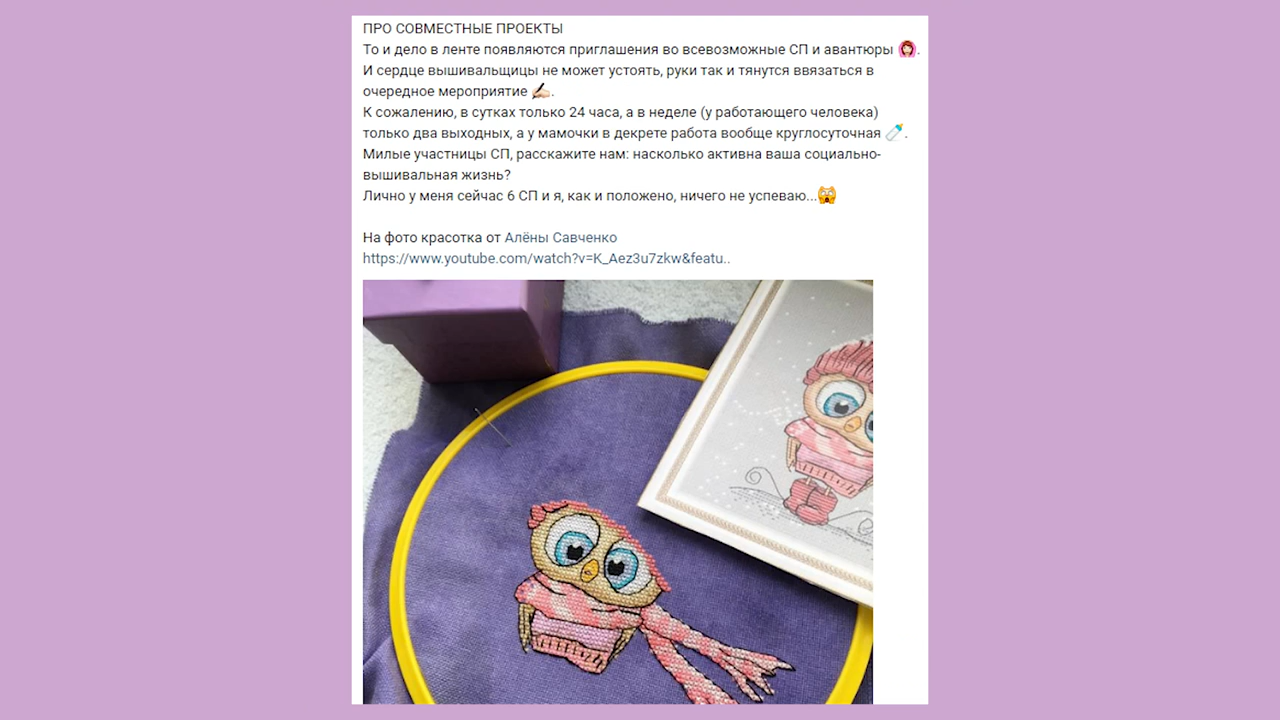 ПРО СОВМЕСТНЫЕ ПРОЕКТЫ
То и дело в ленте появляются приглашения во всевозможные СП и авантюры 🙆.
И сердце вышивальщицы не может устоять, руки так и тянутся ввязаться в
очередное мероприятие ✍🏻.
К сожалению, в сутках только 24 часа, а в неделе (у работающего человека)
только два выходных, а у мамочки в декрете работа вообще круглосуточная 🍼.
Милые участницы СП, расскажите нам: насколько активна ваша социально-
вышивальная жизнь?
Лично у меня сейчас 6 СП и я, как и положено, ничего не успеваю...🙀
На фото красотка от Алёны Савченко
https://www.youtube.com/watch?v=K_Aez3u7zkw&featu..